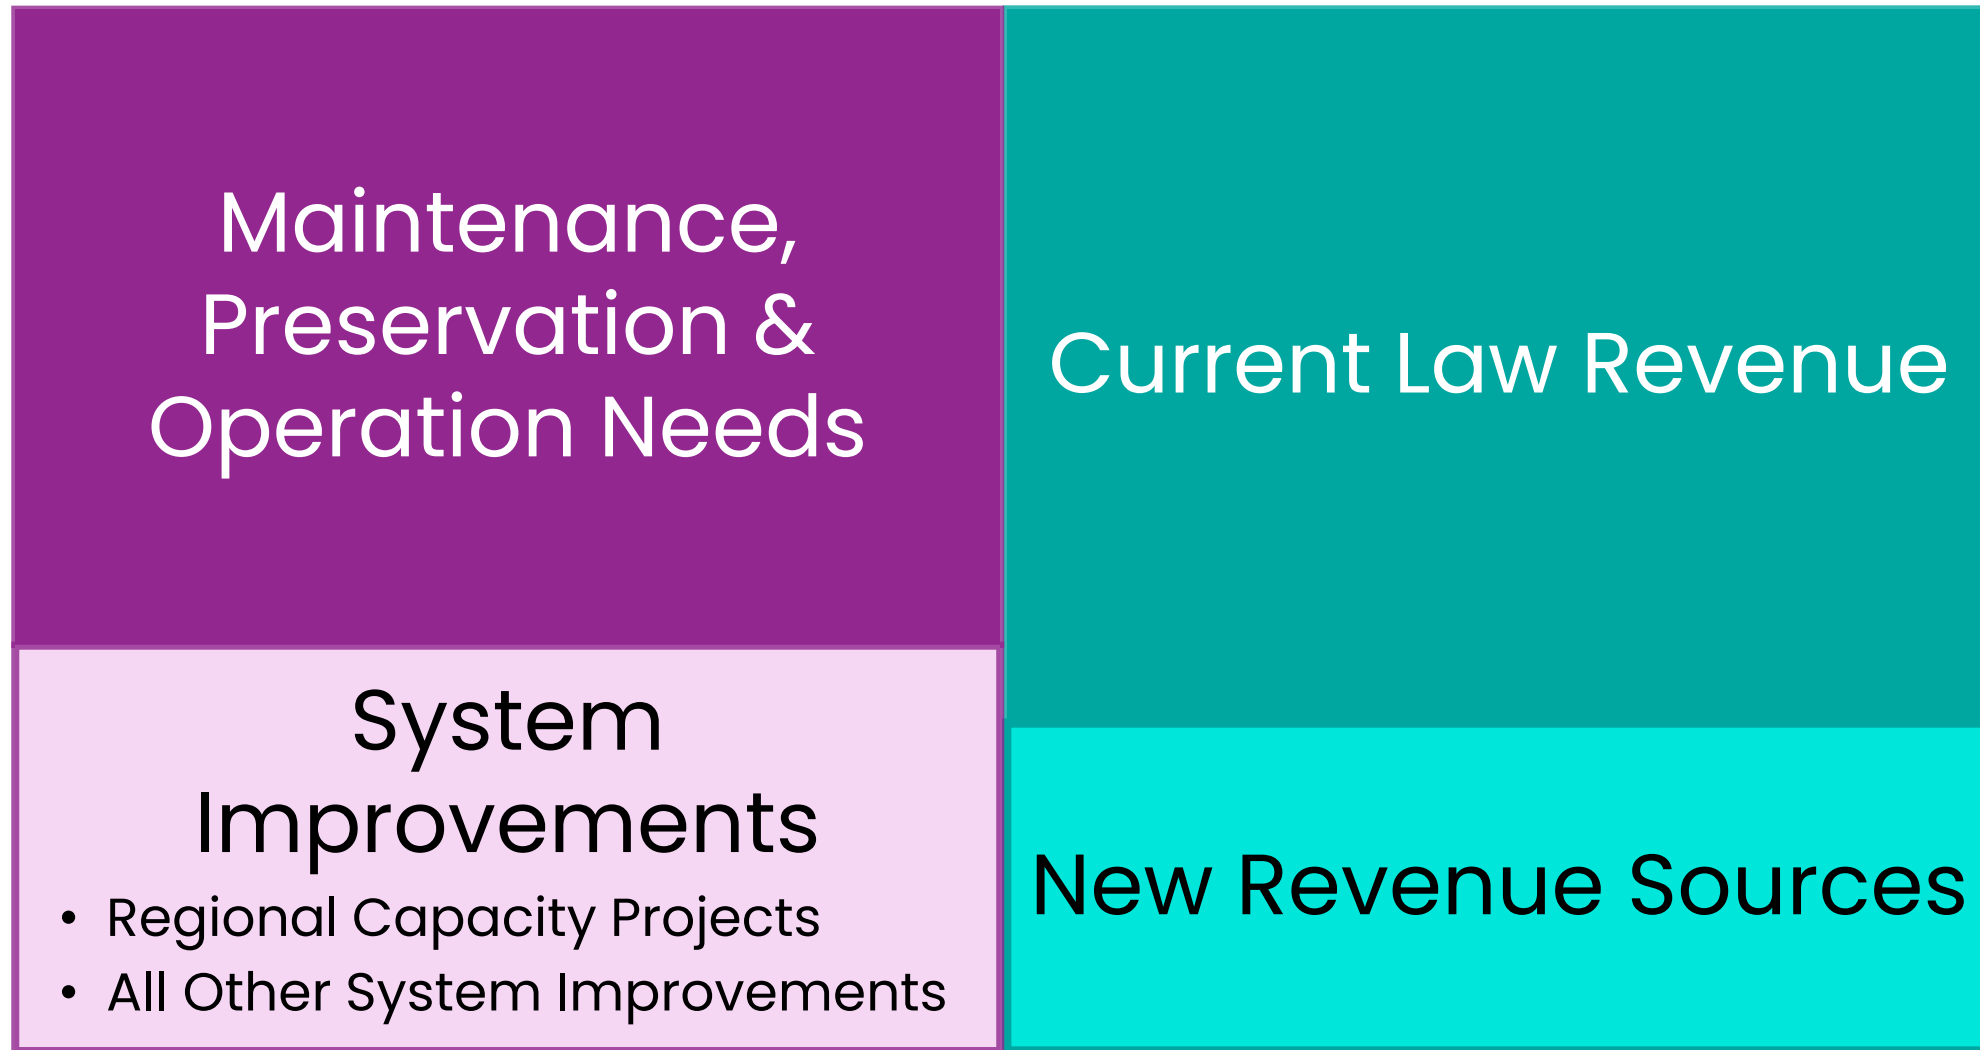 Maintenance,
Preservation &
Operation Needs
System
Improvements
• Regional Capacity Projects
• All Other System Improvements
Current Law Revenue
New Revenue Sources